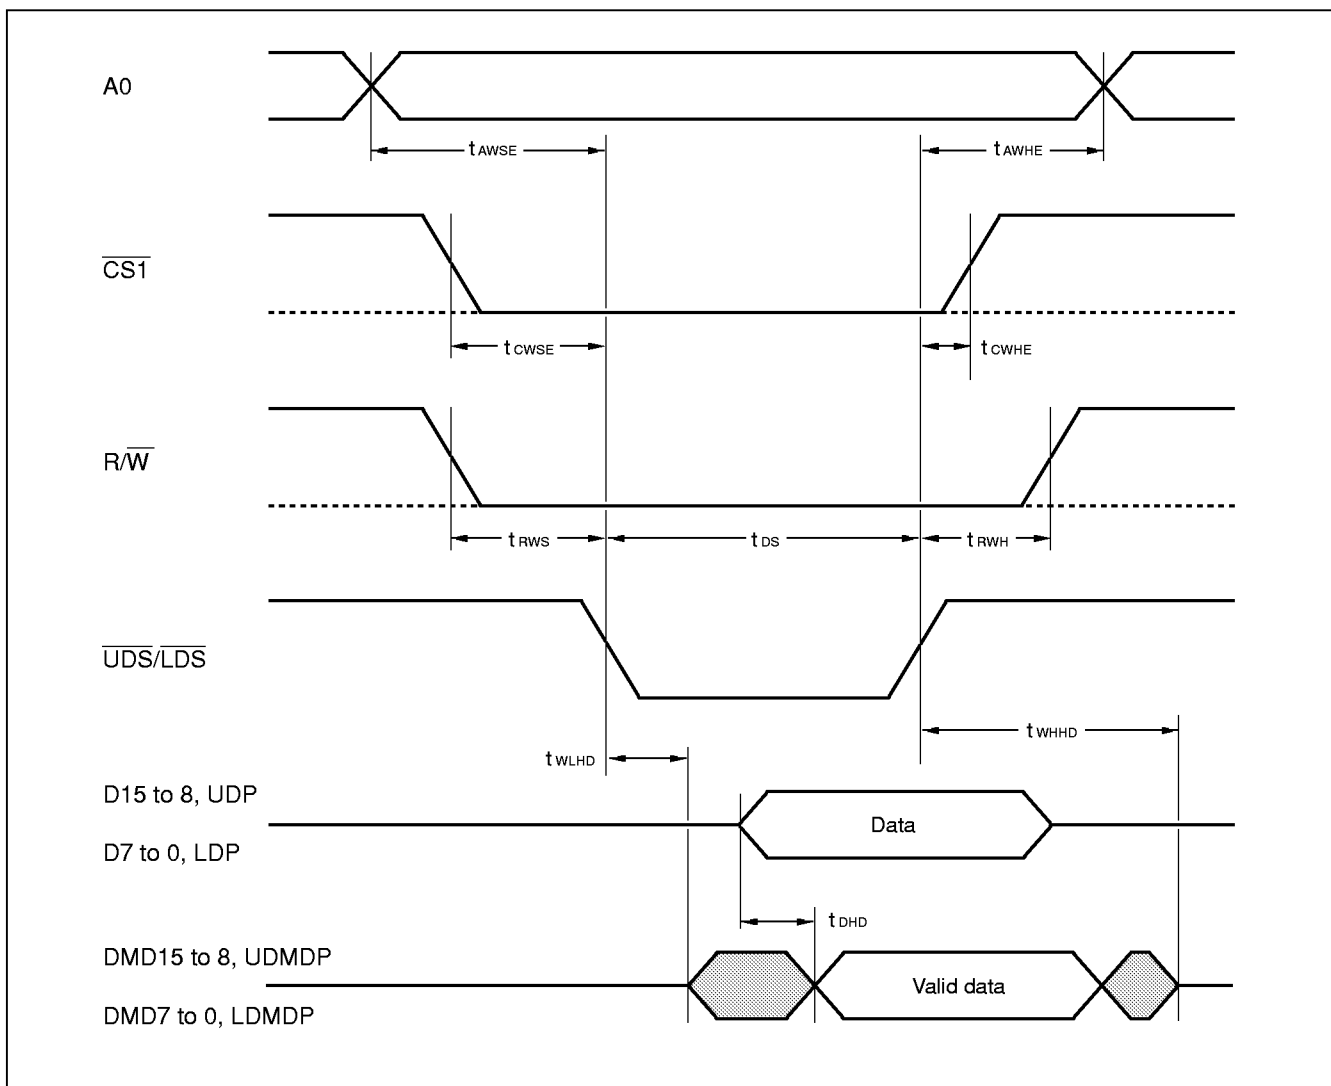 A0
tAWSE
tAWHE
CS1
tCWSE
tCWHE
R/W
tRWS
tDS
tRWH
UDS/LDS
tWHHD
tWLHD
D15 to 8, UDP
Data
D7 to 0, LDP
tDHD
DMD15 to 8, UDMDP
Valid data
DMD7 to 0, LDMDP